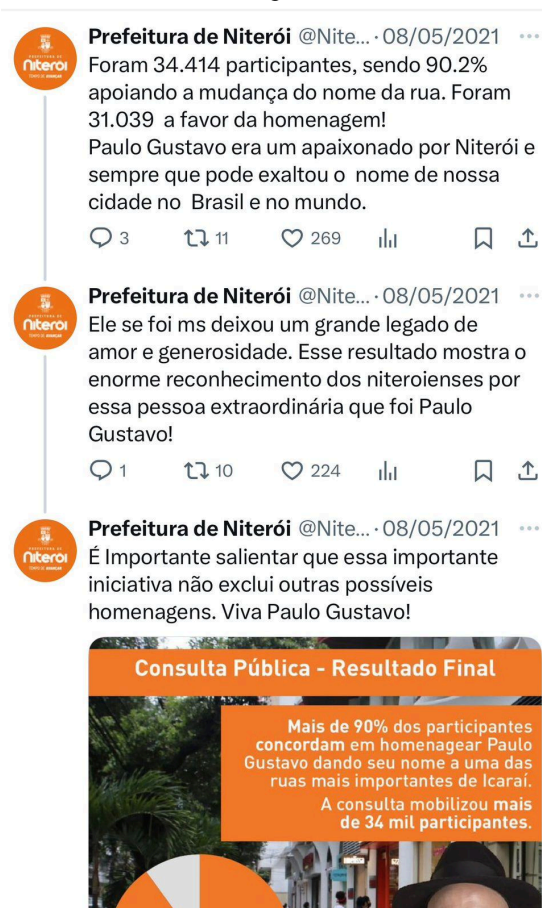 Prefeitura de Niterói @Nite... · 08/05/2021
Foram 34.414 participantes, sendo 90.2%
apoiando a mudança do nome da rua. Foram
31.039 a favor da homenagem!
Paulo Gustavo era um apaixonado por Niterói e
sempre que pode exaltou o nome de nossa
cidade no Brasil e no mundo.
3 11 269
Prefeitura de Niterói @Nite... · 08/05/2021
Ele se foi ms deixou um grande legado de
amor e generosidade. Esse resultado mostra o
enorme reconhecimento dos niteroienses por
essa pessoa extraordinária que foi Paulo
Gustavo!
1 10 224
Prefeitura de Niterói @Nite... · 08/05/2021
É Importante salientar que essa importante
iniciativa não exclui outras possíveis
homenagens. Viva Paulo Gustavo!
Consulta Pública - Resultado Final
Mais de 90% dos participantes
concordam em homenagear Paulo
Gustavo dando seu nome a uma das
ruas mais importantes de Icaraí.
A consulta mobilizou mais
de 34 mil participantes.
niterói
niterói
niterói